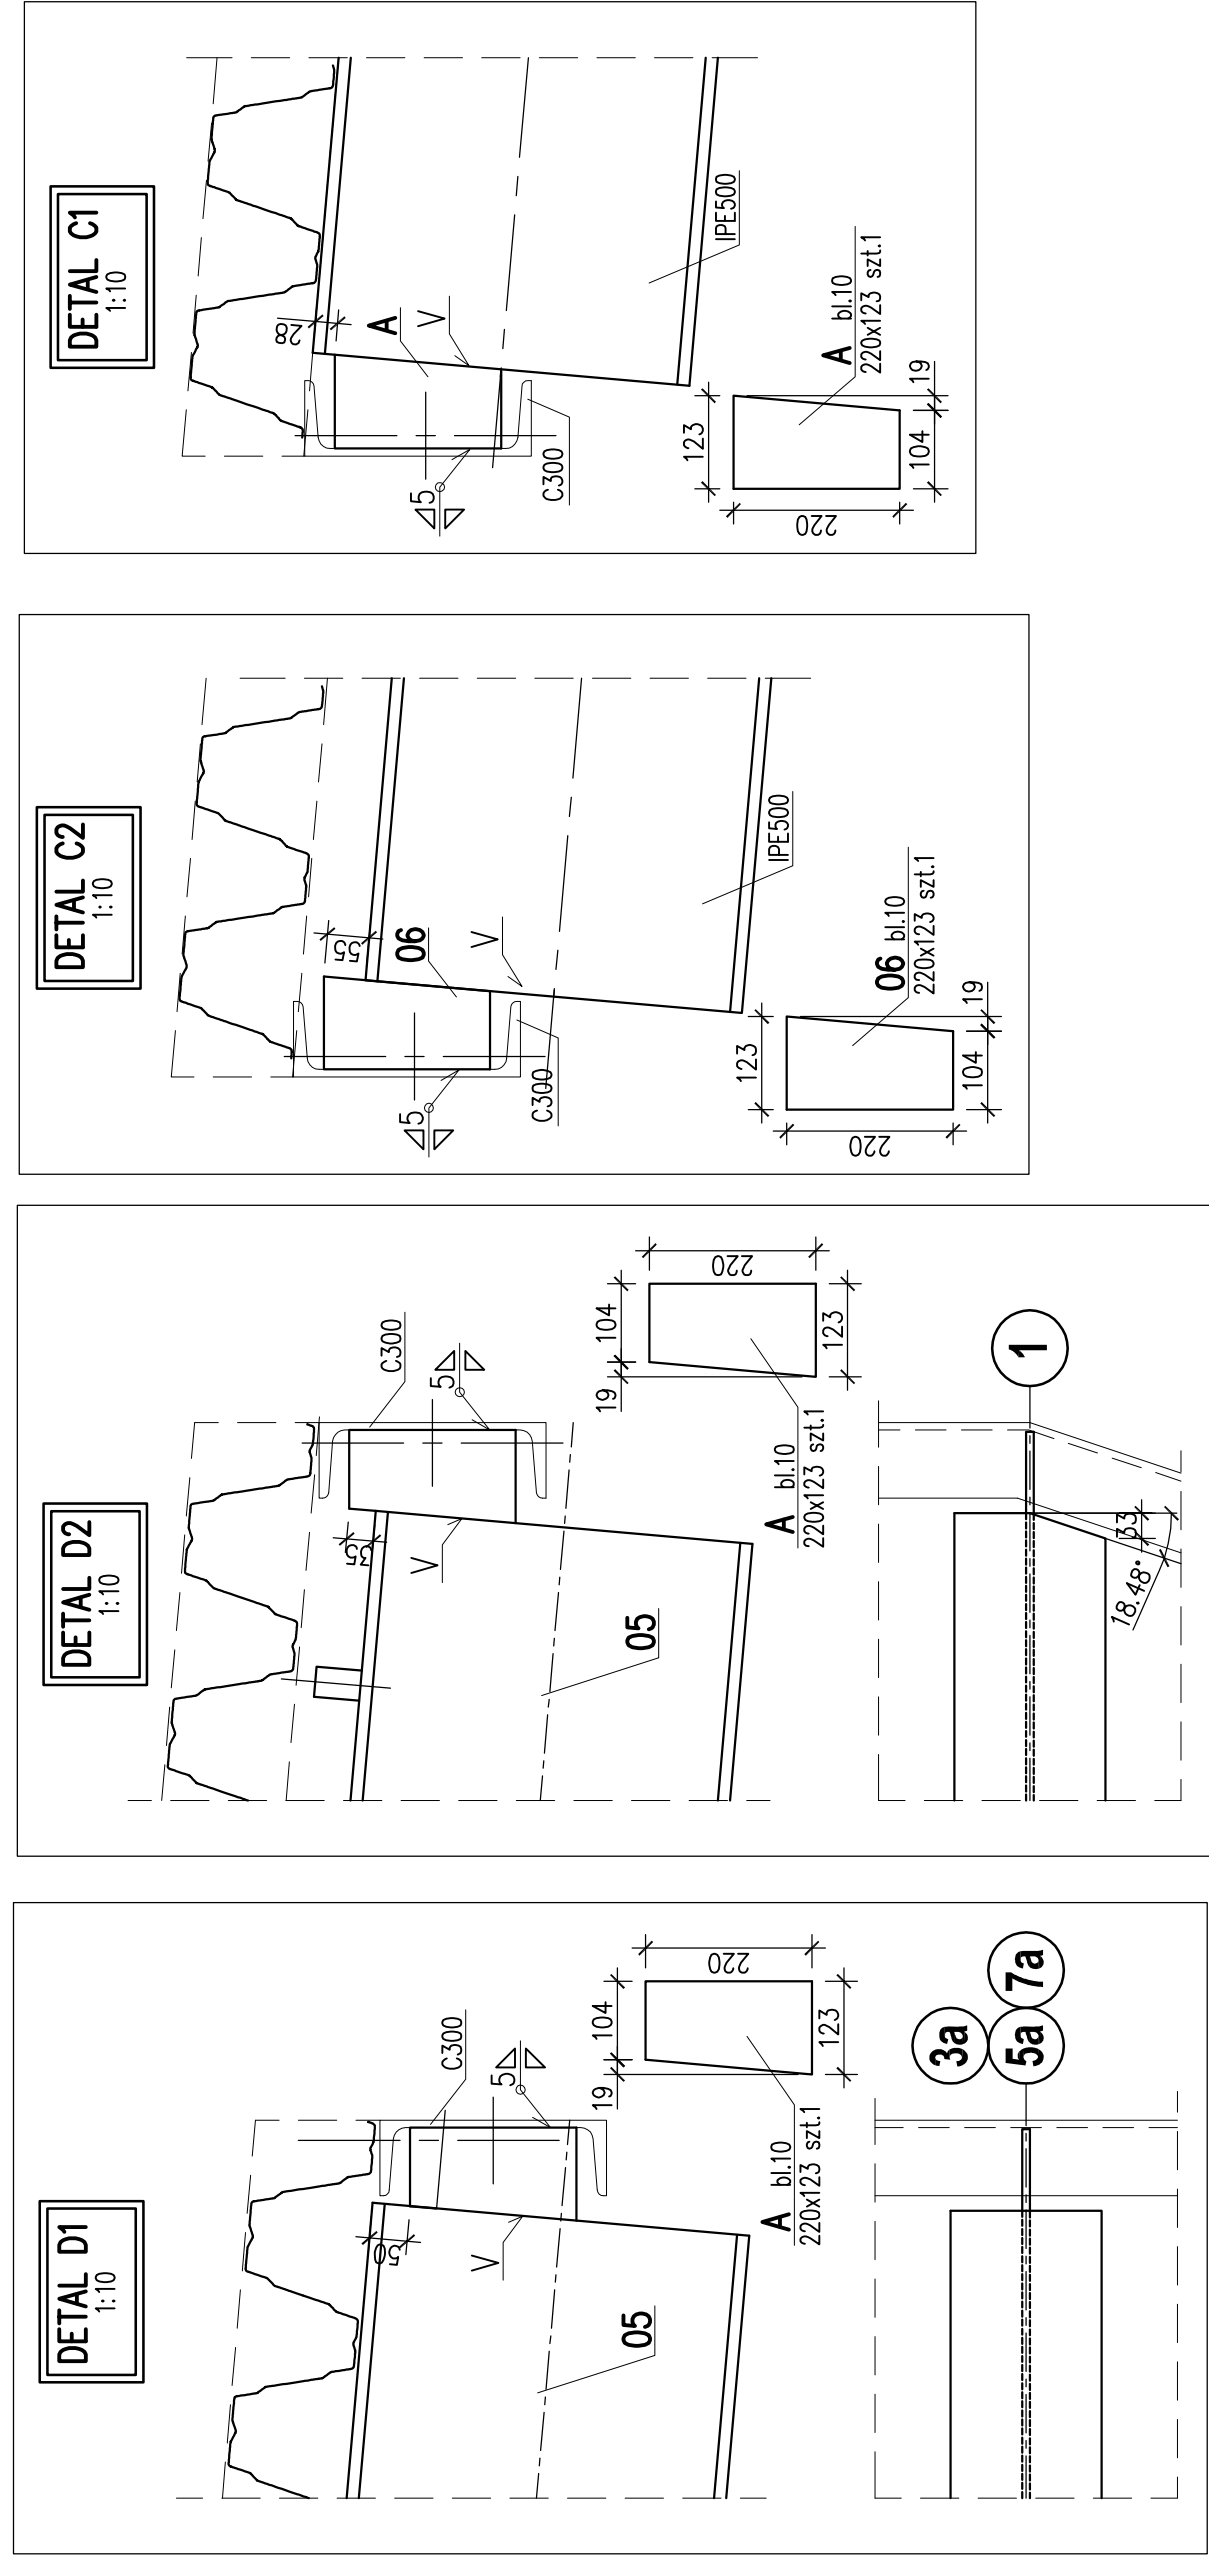 DETAL C1
1:10
28
A
V
IPE500
5
C300
A bl.10
220x123 szt.1
123
19
104
220
DETAL C2
1:10
55
06
V
IPE500
5
C300
06 bl.10
220x123 szt.1
123
19
104
220
DETAL D2
1:10
C300
5
35
V
05
220
104
19
123
A bl.10
220x123 szt.1
1
33
18.48°
DETAL D1
1:10
C300
5
50
V
05
220
104
19
123
A bl.10
220x123 szt.1
3a
5a
7a